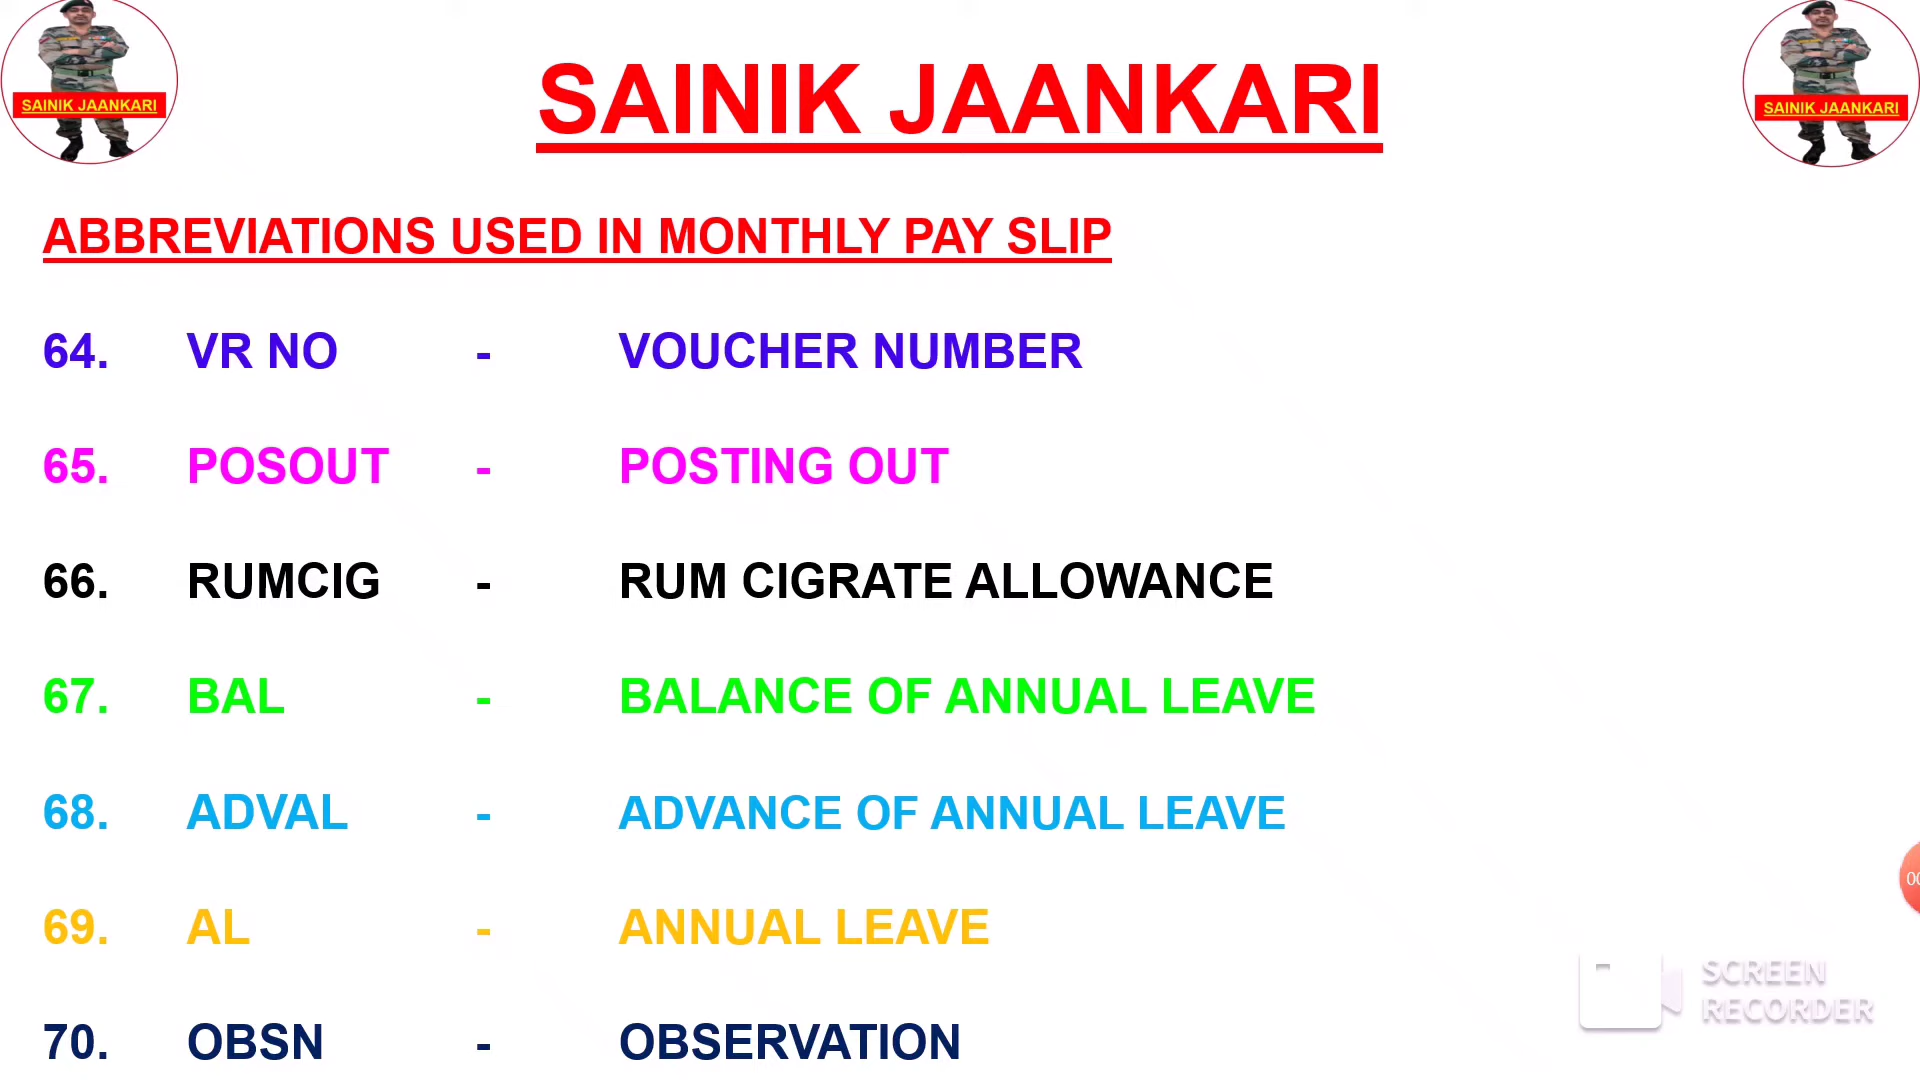 SAINIK JAANKARI
SAINIK JAANKARI
SAINIK JAANKARI
ABBREVIATIONS USED IN MONTHLY PAY SLIP
64. VR NO - VOUCHER NUMBER
65. POSOUT - POSTING OUT
66. RUMCIG - RUM CIGRATE ALLOWANCE
67. BAL - BALANCE OF ANNUAL LEAVE
68. ADVAL - ADVANCE OF ANNUAL LEAVE
69. AL - ANNUAL LEAVE
70. OBSN - OBSERVATION
SCREEN
RECORDER